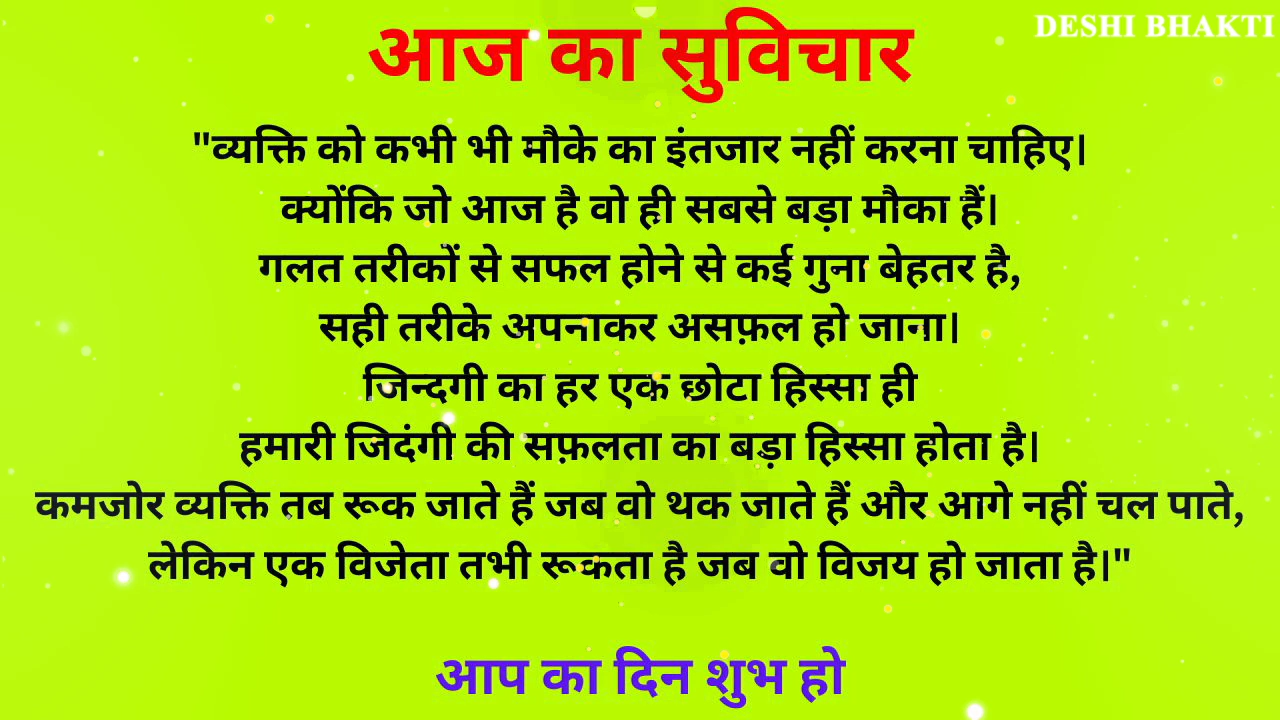 DESHI BHAKTI
आज का सुविचार
"व्यक्ति को कभी भी मौके का इंतजार नहीं करना चाहिए।
क्योंकि जो आज है वो ही सबसे बड़ा मौका हैं।
गलत तरीकों से सफल होने से कई गुना बेहतर है,
सही तरीके अपनाकर असफ़ल हो जाना।
जिन्दगी का हर एक छोटा हिस्सा ही
हमारी जिदंगी की सफ़लता का बड़ा हिस्सा होता है।
कमजोर व्यक्ति तब रूक जाते हैं जब वो थक जाते हैं और आगे नहीं चल पाते,
लेकिन एक विजेता तभी रूकता है जब वो विजय हो जाता है।"
आप का दिन शुभ हो